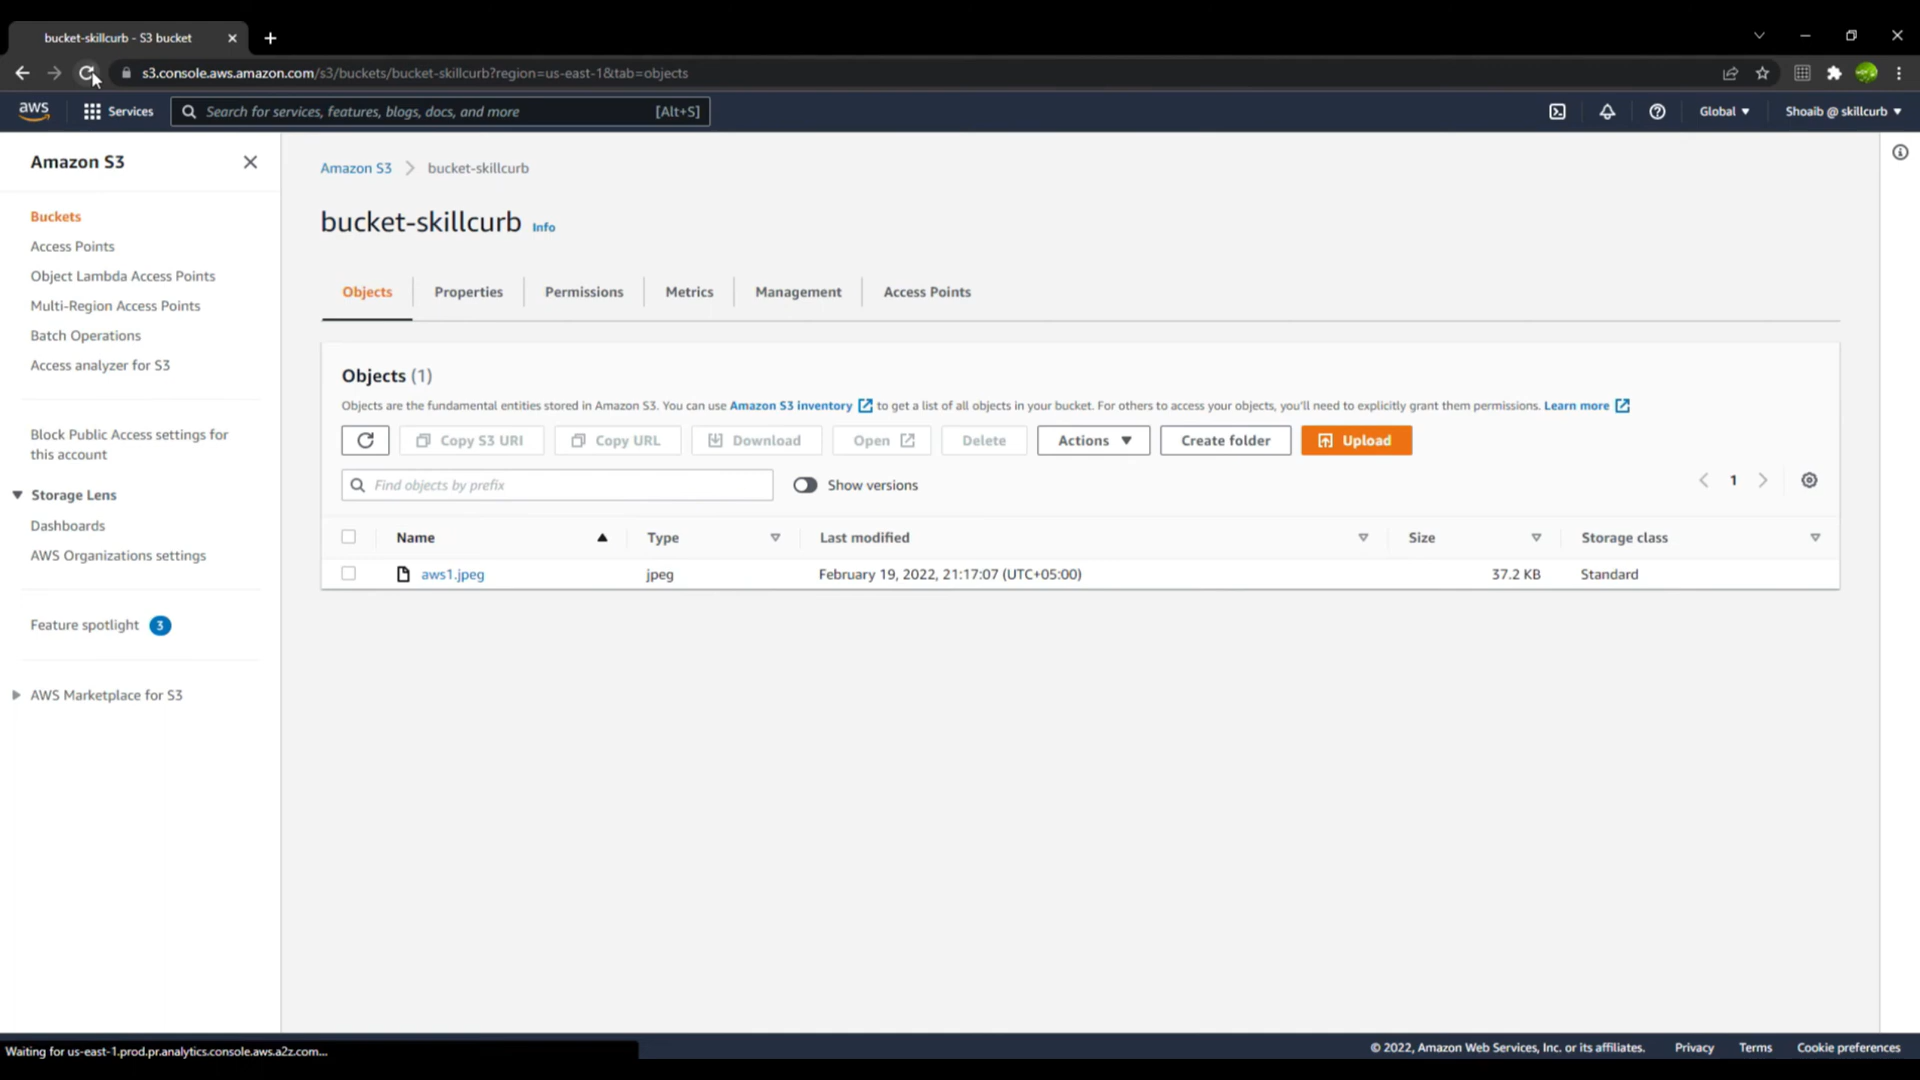 bucket-skillcurb - S3 bucket
s3.console.aws.amazon.com/s3/buckets/bucket-skillcurb?region=us-east-1&tab=objects
aws
Services
Search for services, features, blogs, docs, and more
[Alt+S]
Global
Shoaib @ skillcurb
Amazon S3
Buckets
Access Points
Object Lambda Access Points
Multi-Region Access Points
Batch Operations
Access analyzer for S3
Block Public Access settings for
this account
Storage Lens
Dashboards
AWS Organizations settings
Feature spotlight 3
AWS Marketplace for S3
Amazon S3 bucket-skillcurb
bucket-skillcurb Info
Objects Properties Permissions Metrics Management Access Points
Objects (1)
Objects are the fundamental entities stored in Amazon S3. You can use Amazon S3 inventory to get a list of all objects in your bucket. For others to access your objects, you'll need to explicitly grant them permissions. Learn more
Copy S3 URI Copy URL Download Open Delete Actions Create folder Upload
Find objects by prefix Show versions 1
Name Type Last modified Size Storage class
aws1.jpeg jpeg February 19, 2022, 21:17:07 (UTC+05:00) 37.2 KB Standard
Waiting for us-east-1.prod.pr.analytics.console.aws.a2z.com...
© 2022, Amazon Web Services, Inc. or its affiliates. Privacy Terms Cookie preferences